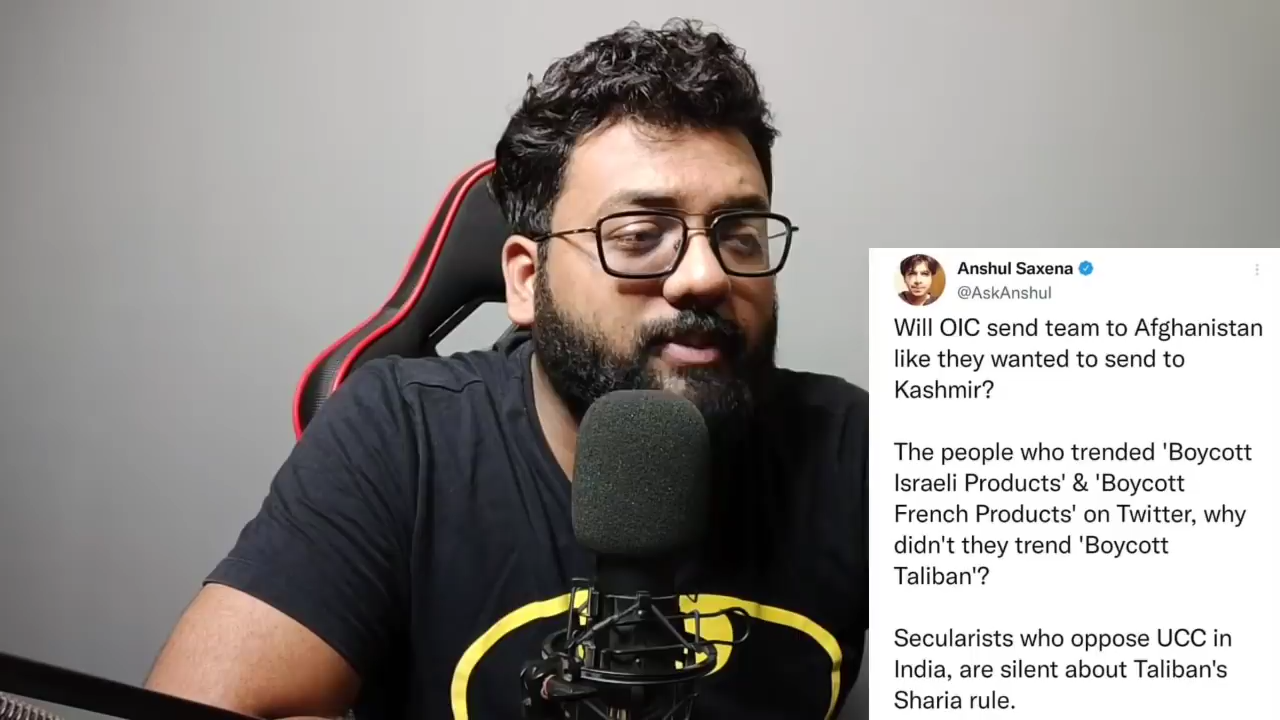 Anshul Saxena
@AskAnshul
Will OIC send team to Afghanistan
like they wanted to send to
Kashmir?
The people who trended 'Boycott
Israeli Products' & 'Boycott
French Products' on Twitter, why
didn't they trend 'Boycott
Taliban'?
Secularists who oppose UCC in
India, are silent about Taliban's
Sharia rule.